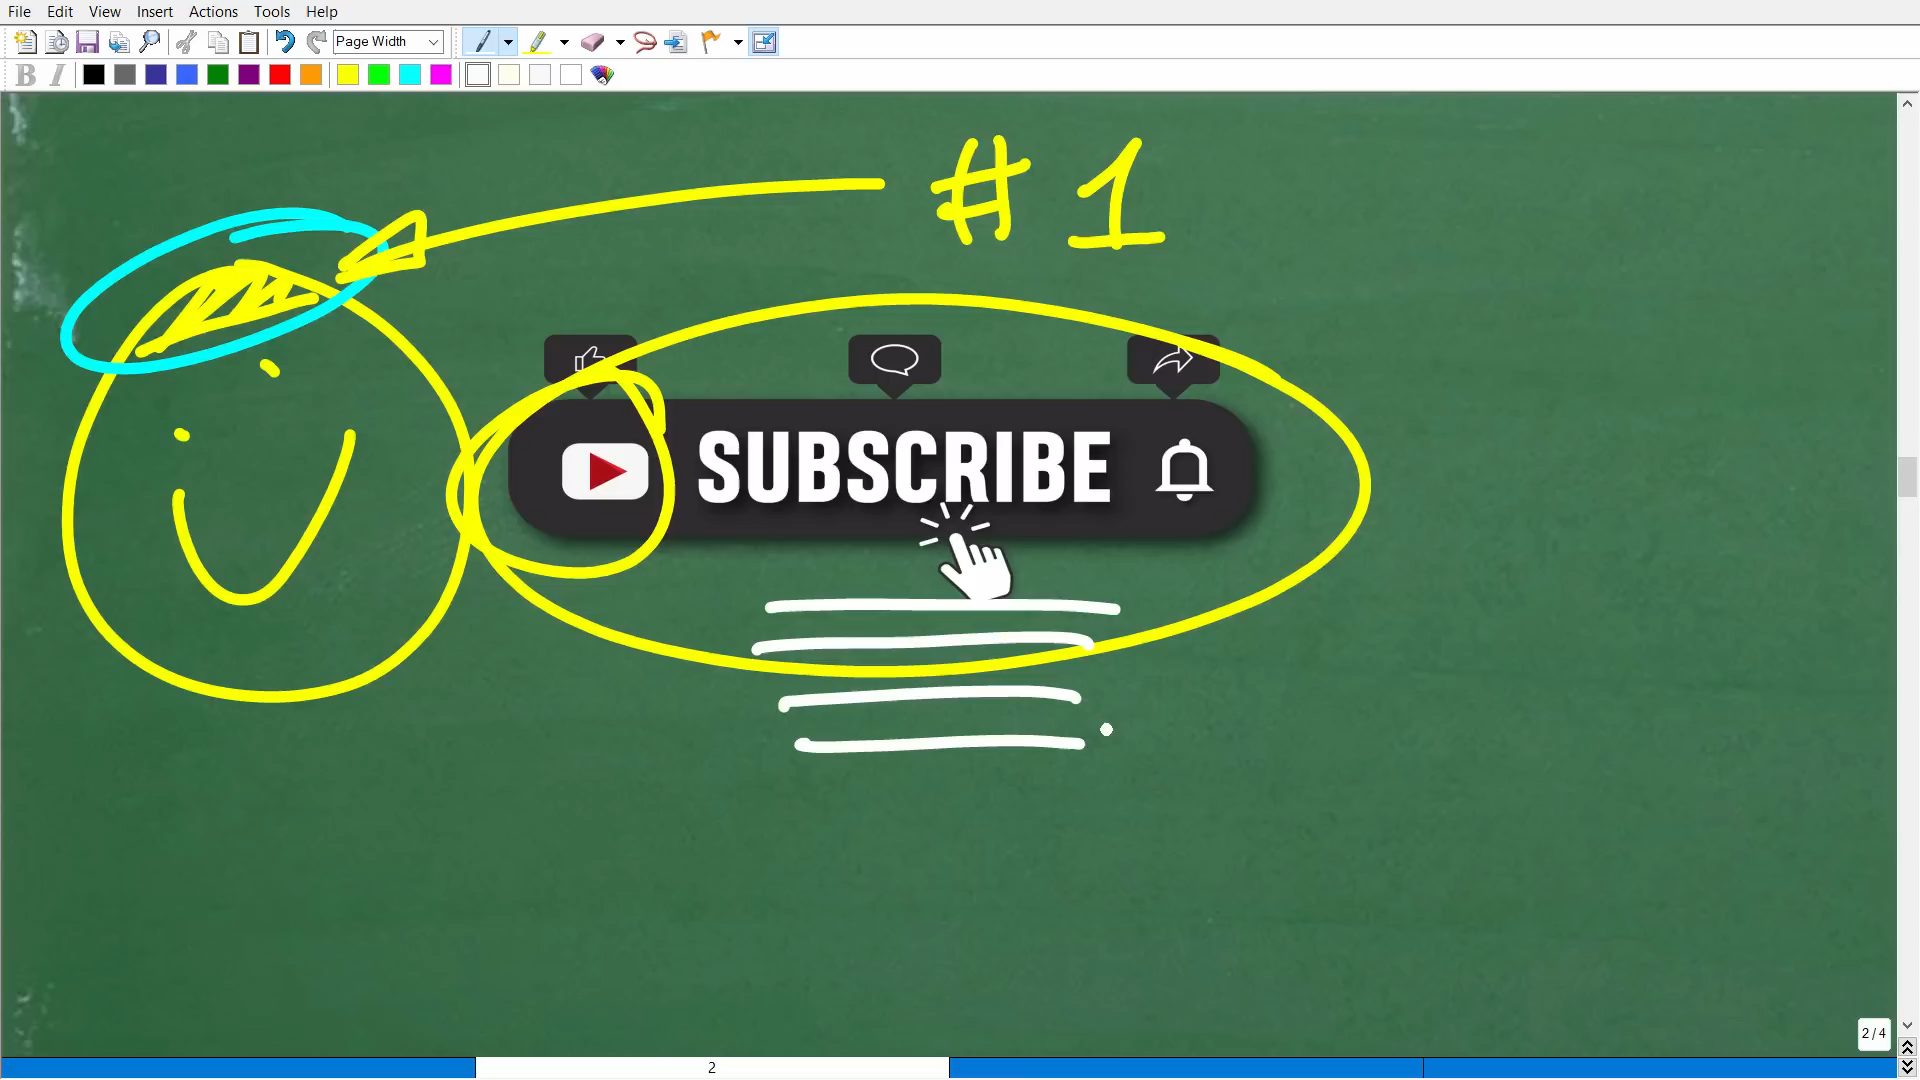 File Edit View Insert Actions Tools Help
Page Width
B I
# 1
SUBSCRIBE
2 / 4
2